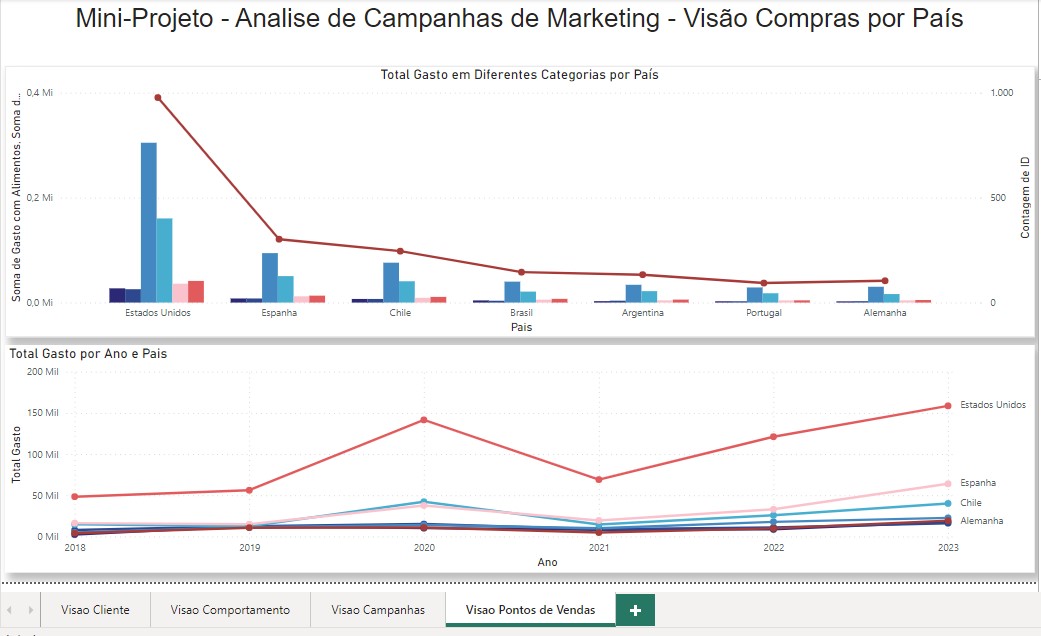 Mini-Projeto - Analise de Campanhas de Marketing - Visão Compras por País
Total Gasto em Diferentes Categorias por País
Soma de Gasto com Alimentos, Soma d...
0,4 Mi
0,2 Mi
0,0 Mi
1.000
500
0
Contagem de ID
Estados Unidos
Espanha
Chile
Brasil
Argentina
Portugal
Alemanha
Pais
Total Gasto por Ano e Pais
Total Gasto
200 Mil
150 Mil
100 Mil
50 Mil
0 Mil
Estados Unidos
Espanha
Chile
Alemanha
2018
2019
2020
2021
2022
2023
Ano
Visao Cliente
Visao Comportamento
Visao Campanhas
Visao Pontos de Vendas
+